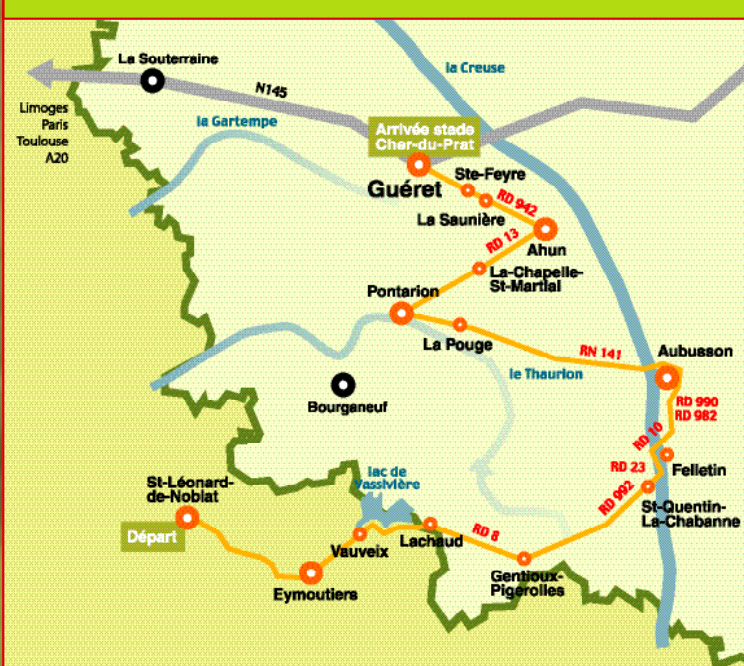 La Souterraine
la Creuse
N145
Limoges
Paris
Toulouse
A20
la Gartempe
Arrivée stade
Cher-du-Prat
Guéret
Ste-Feyre
RD 942
La Saunière
RD 13
Ahun
La-Chapelle-
St-Martial
Pontarion
La Pouge
RN 141
Aubusson
le Thaurion
Bourganeuf
RD 990
RD 982
RD 10
RD 23
Felletin
RD 992
St-Quentin-
La-Chabanne
lac de
Vassivière
St-Léonard-
de-Noblat
Départ
Vauveix
Lachaud
RD 8
Gentioux-
Pigerolles
Eymoutiers